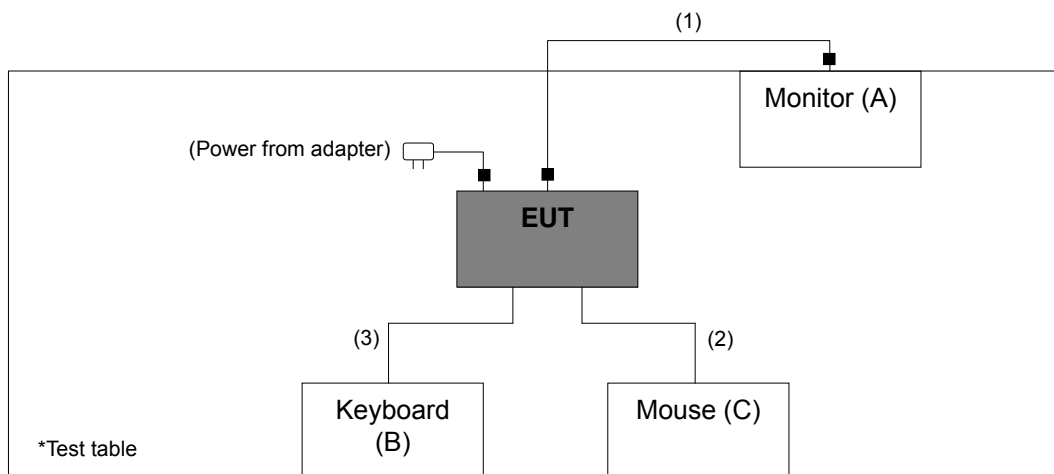 (1)
Monitor (A)
(Power from adapter)
EUT
(3)
(2)
Keyboard
(B)
Mouse (C)
*Test table